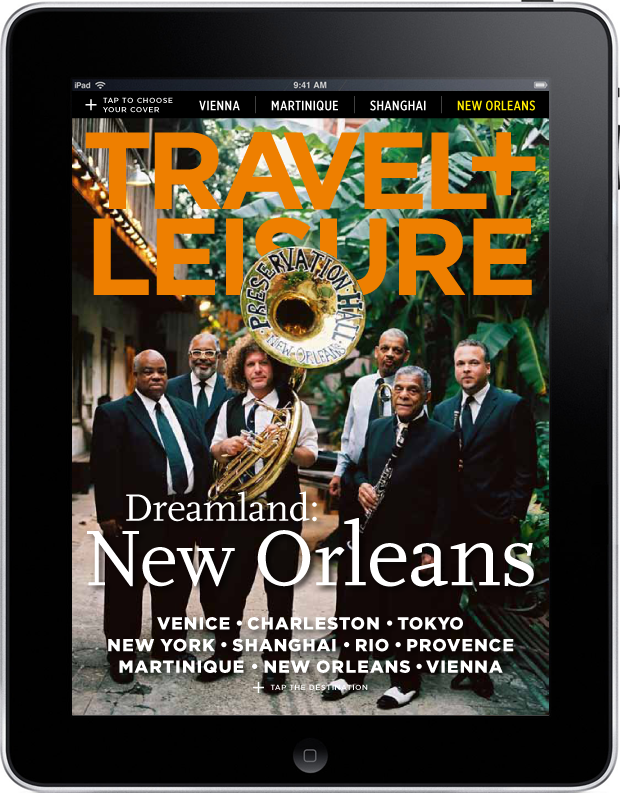 iPad 9:41 AM
+ TAP TO CHOOSE YOUR COVER
VIENNA MARTINIQUE SHANGHAI NEW ORLEANS
TRAVEL+
LEISURE
PRESERVATION HALL
NEW ORLEANS
Dreamland:
New Orleans
VENICE • CHARLESTON • TOKYO
NEW YORK • SHANGHAI • RIO • PROVENCE
MARTINIQUE • NEW ORLEANS • VIENNA
+ TAP THE DESTINATION